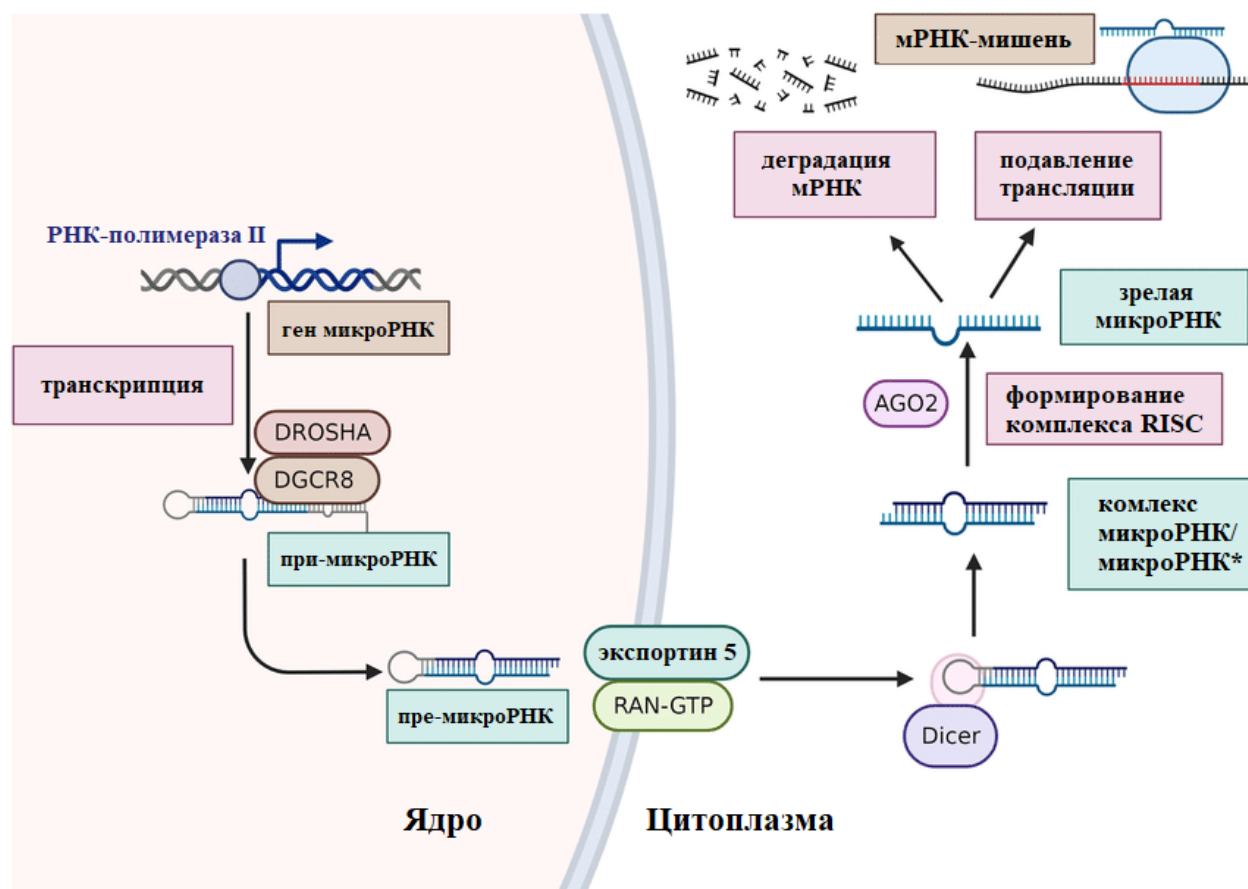 РНК-полимераза II
ген микроРНК
транскрипция
DROSHA
DGCR8
при-микроРНК
пре-микроРНК
экспортин 5
RAN-GTP
Ядро
Цитоплазма
Dicer
комлекс
микроРНК/
микроРНК*
AGO2
формирование
комплекса RISC
зрелая
микроРНК
деградация
мРНК
подавление
трансляции
мРНК-мишень